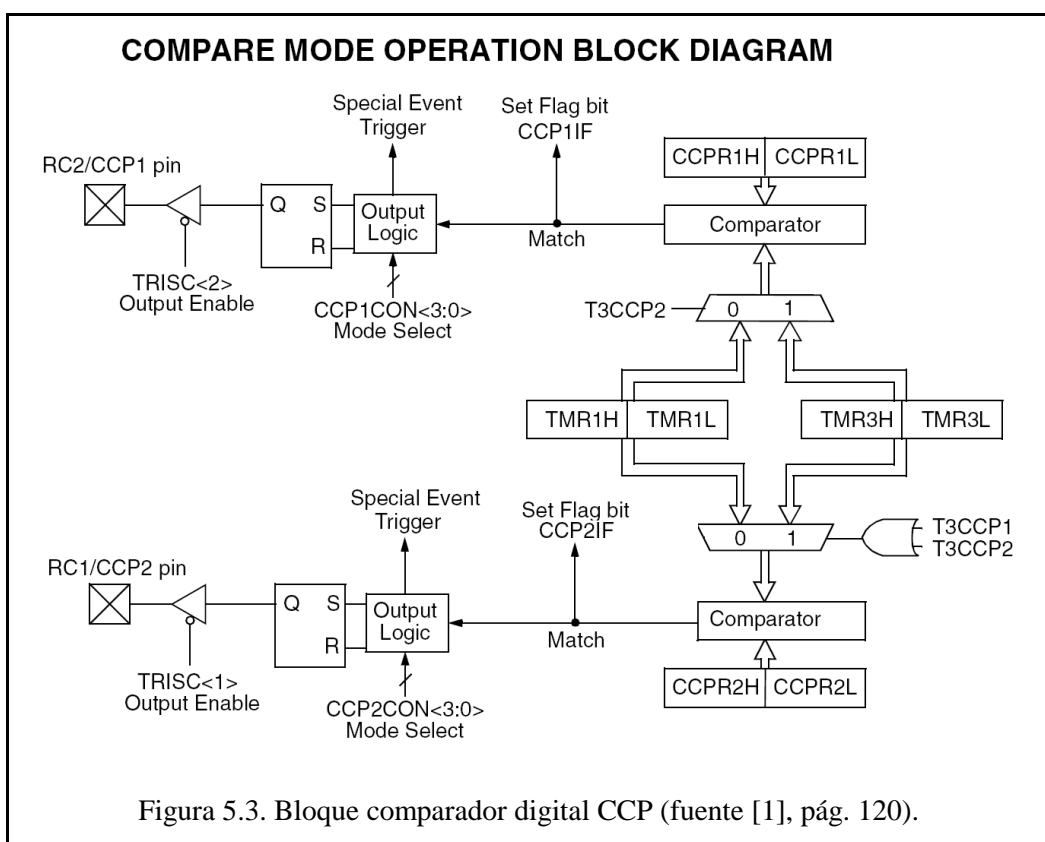 COMPARE MODE OPERATION BLOCK DIAGRAM
Special Event
Trigger
Set Flag bit
CCP1IF
CCPR1H CCPR1L
RC2/CCP1 pin
Q S
R
Output
Logic
Match
Comparator
TRISC<2>
Output Enable
CCP1CON<3:0>
Mode Select
T3CCP2
0 1
TMR1H TMR1L
TMR3H TMR3L
Special Event
Trigger
Set Flag bit
CCP2IF
0 1
T3CCP1
T3CCP2
RC1/CCP2 pin
Q S
R
Output
Logic
Match
Comparator
TRISC<1>
Output Enable
CCP2CON<3:0>
Mode Select
CCPR2H CCPR2L
Figura 5.3. Bloque comparador digital CCP (fuente [1], pág. 120).